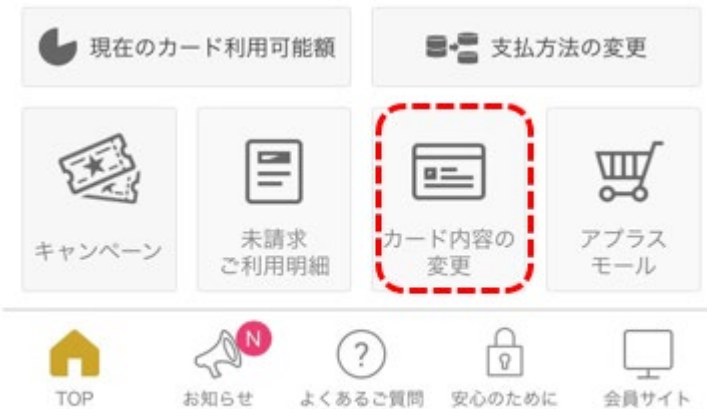 現在のカード利用可能額
支払方法の変更
キャンペーン
未請求
ご利用明細
カード内容の
変更
アプラス
モール
N
TOP
お知らせ
?
よくあるご質問
安心のために
会員サイト